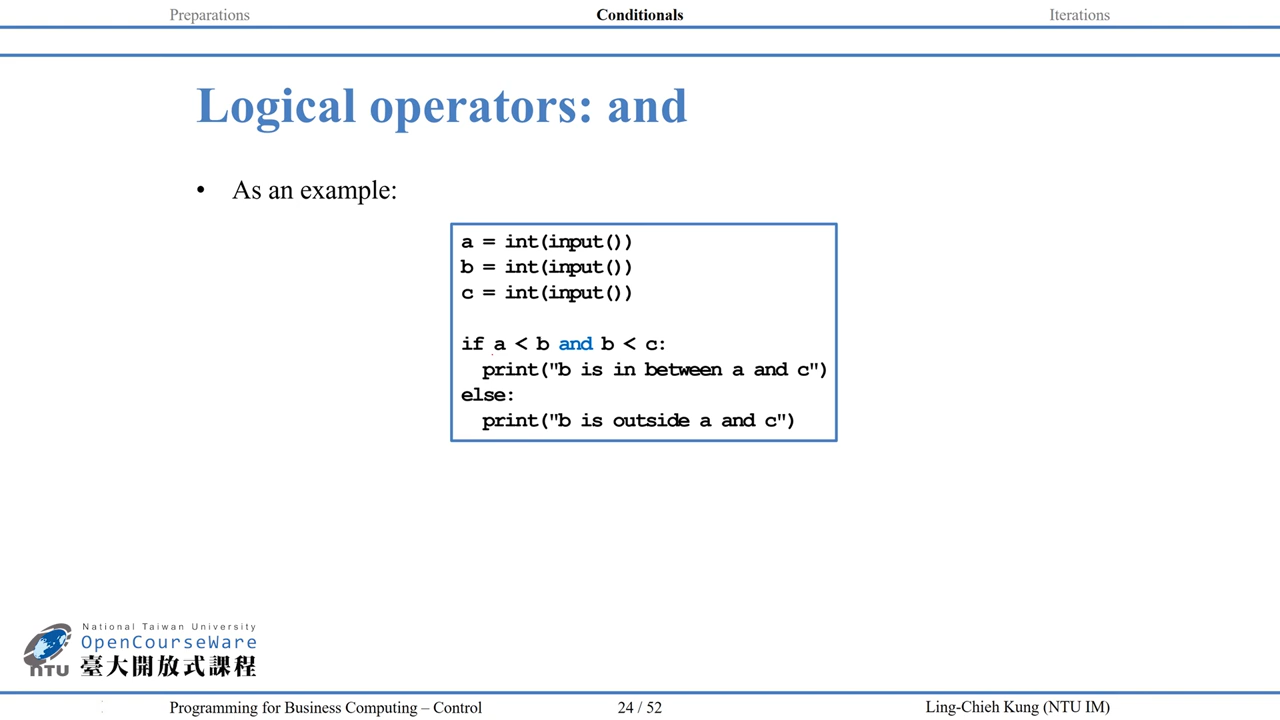 Preparations
Conditionals
Iterations
Logical operators: and
• As an example:
a = int(input())
b = int(input())
c = int(input())
if a < b and b < c:
  print("b is in between a and c")
else:
  print("b is outside a and c")
National Taiwan University
OpenCourseWare
NTU 臺大開放式課程
Programming for Business Computing – Control
24 / 52
Ling-Chieh Kung (NTU IM)